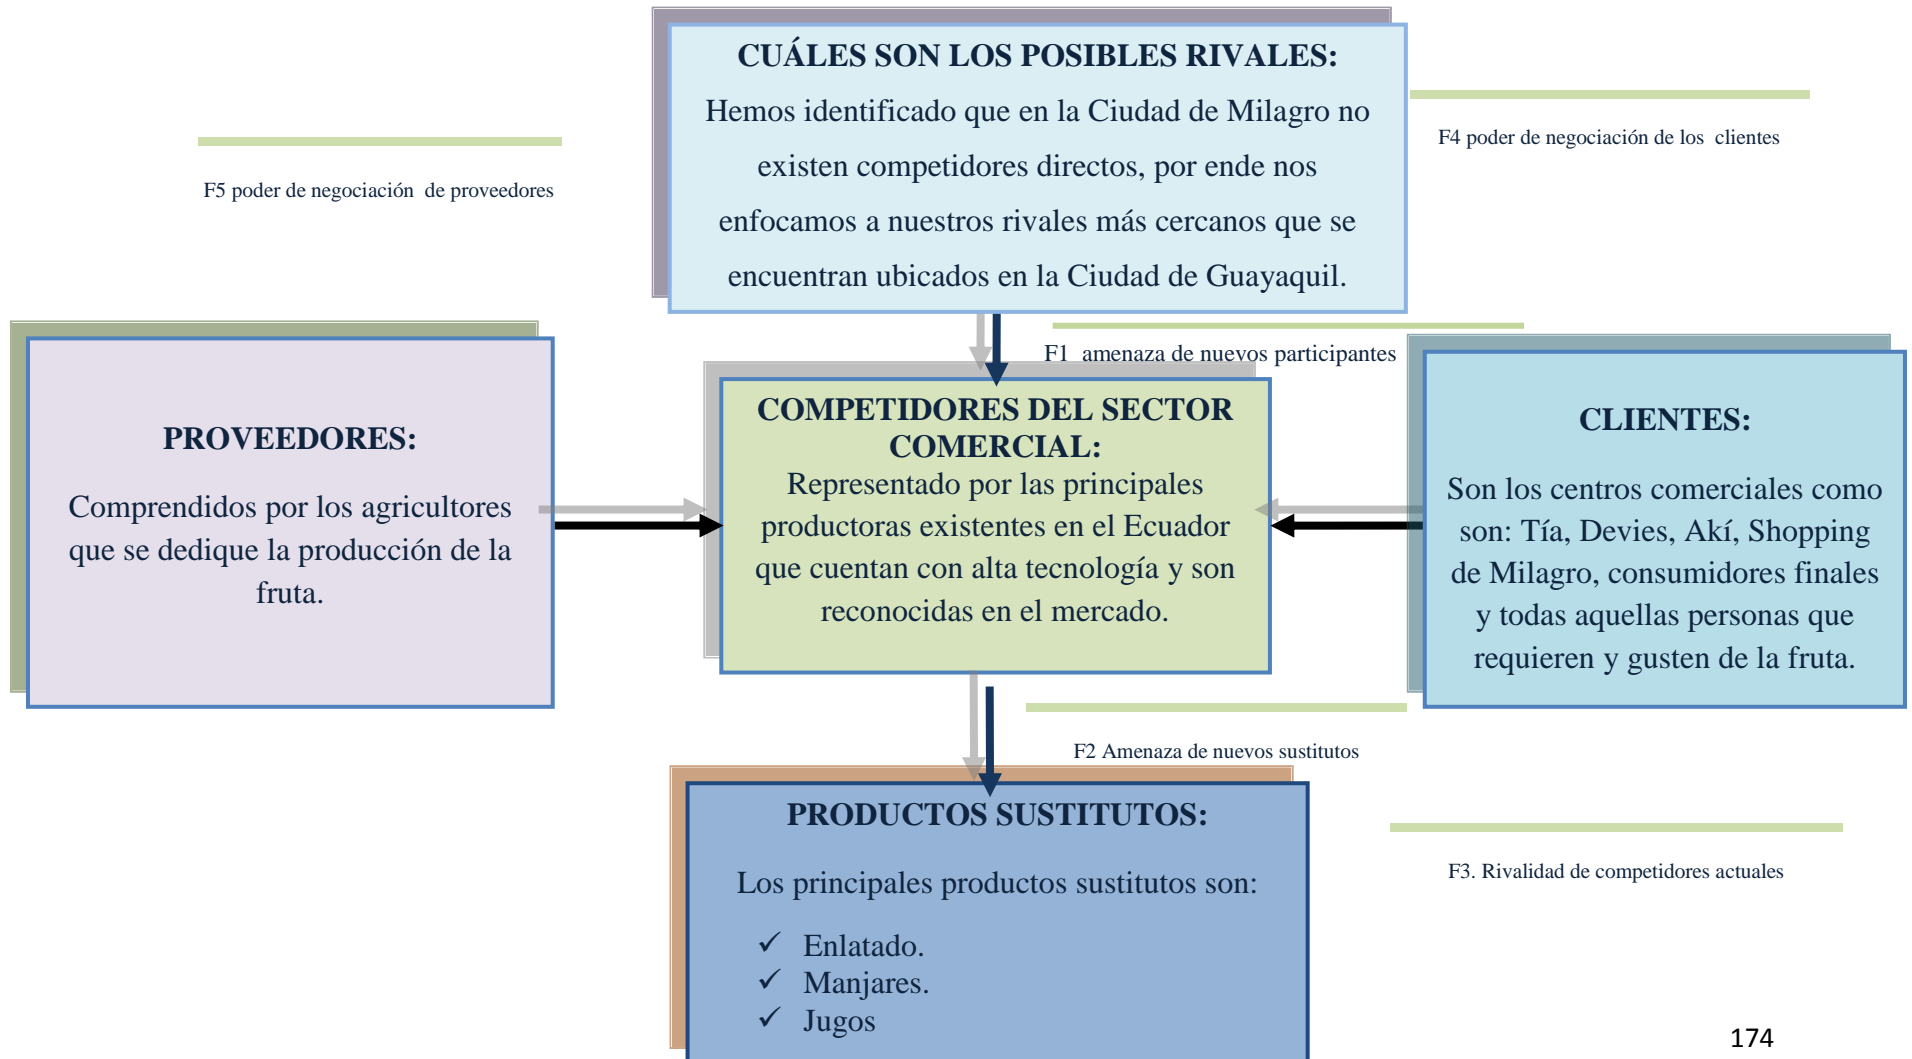 CUÁLES SON LOS POSIBLES RIVALES:
Hemos identificado que en la Ciudad de Milagro no
existen competidores directos, por ende nos
enfocamos a nuestros rivales más cercanos que se
encuentran ubicados en la Ciudad de Guayaquil.
F4 poder de negociación de los clientes
F5 poder de negociación de proveedores
F1 amenaza de nuevos participantes
PROVEEDORES:
Comprendidos por los agricultores
que se dedique la producción de la
fruta.
COMPETIDORES DEL SECTOR
COMERCIAL:
Representado por las principales
productoras existentes en el Ecuador
que cuentan con alta tecnología y son
reconocidas en el mercado.
CLIENTES:
Son los centros comerciales como
son: Tía, Devies, Akí, Shopping
de Milagro, consumidores finales
y todas aquellas personas que
requieren y gusten de la fruta.
F2 Amenaza de nuevos sustitutos
PRODUCTOS SUSTITUTOS:
Los principales productos sustitutos son:
✓ Enlatado.
✓ Manjares.
✓ Jugos
F3. Rivalidad de competidores actuales
174